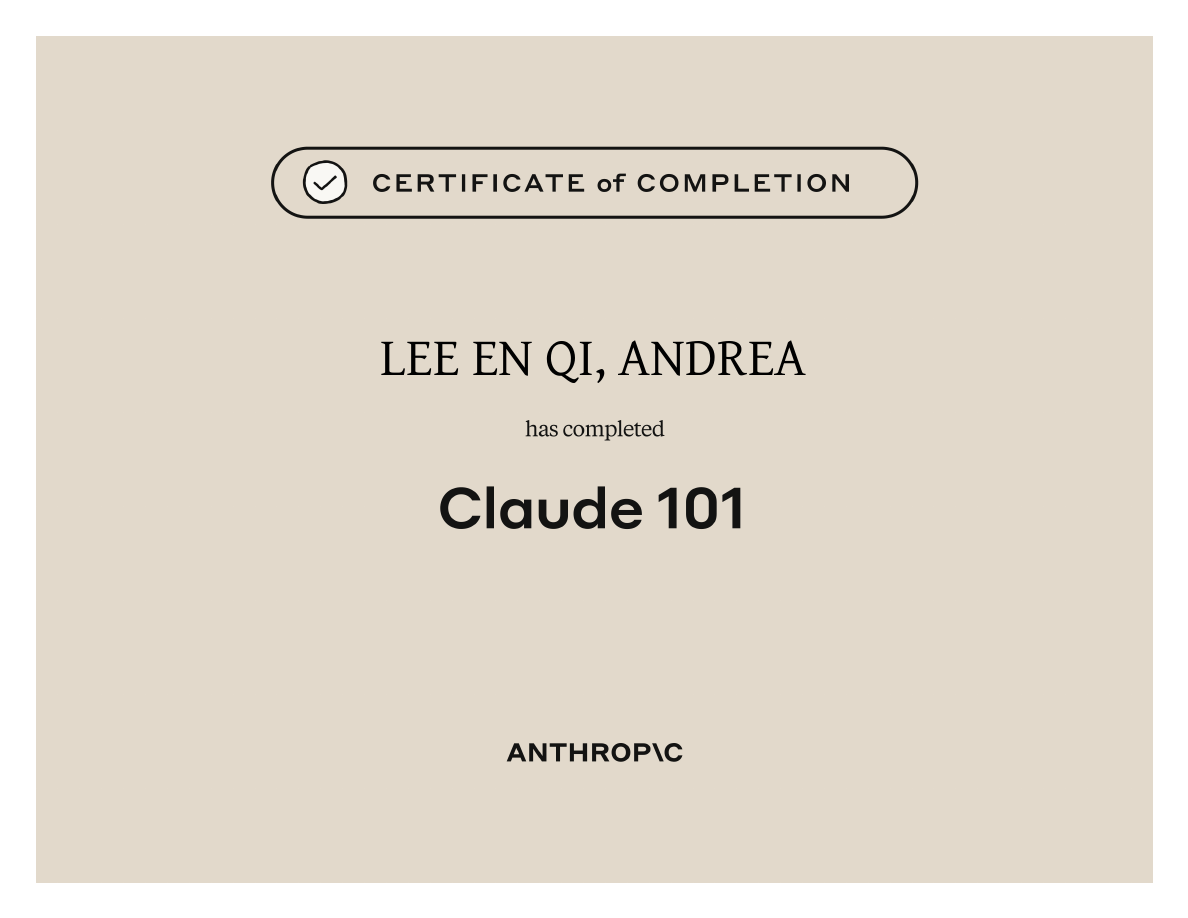 CERTIFICATE of COMPLETION
LEE EN QI, ANDREA
has completed
Claude 101
ANTHROP\C